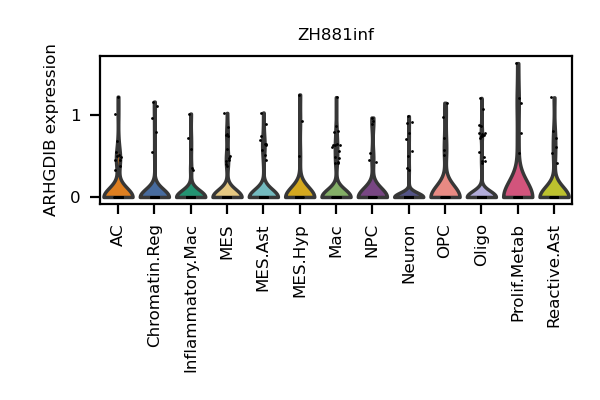 ZH881inf
ARHGDIB expression
1
0
AC
Chromatin.Reg
Inflammatory.Mac
MES
MES.Ast
MES.Hyp
Mac
NPC
Neuron
OPC
Oligo
Prolif.Metab
Reactive.Ast